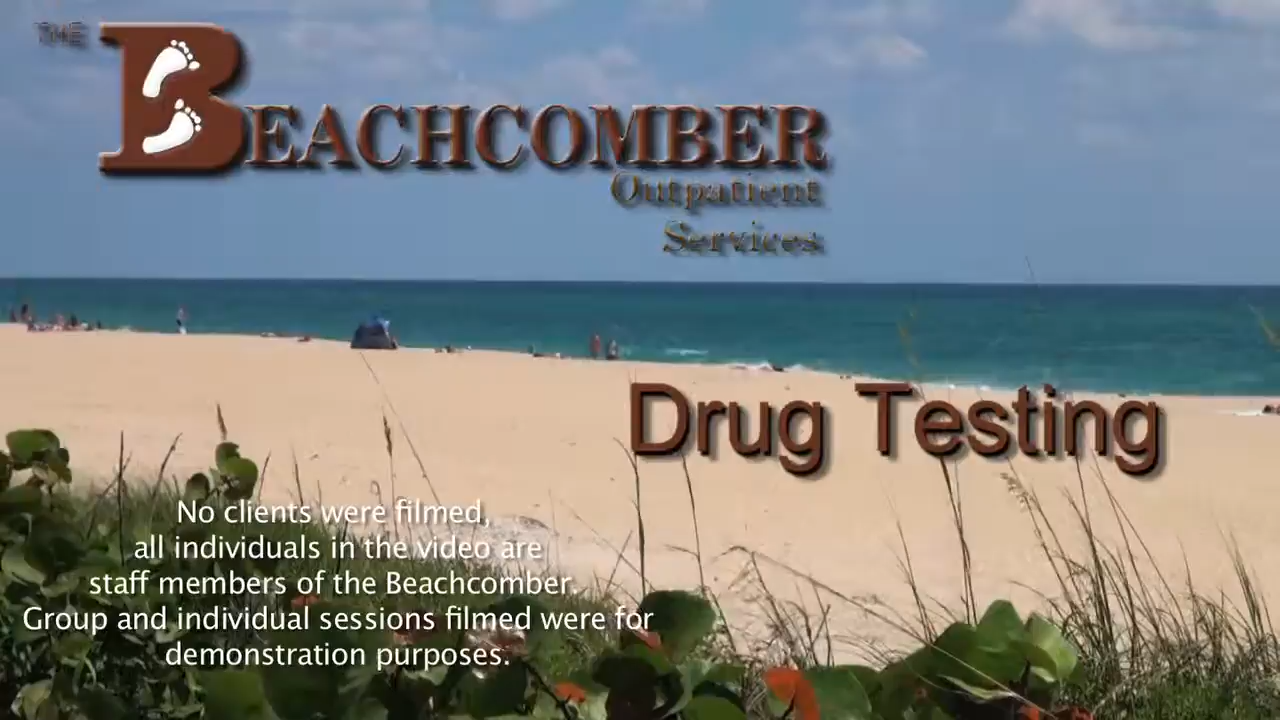 THE BEACHCOMBER
Outpatient
Services
Drug Testing
No clients were filmed,
all individuals in the video are
staff members of the Beachcomber.
Group and individual sessions filmed were for
demonstration purposes.